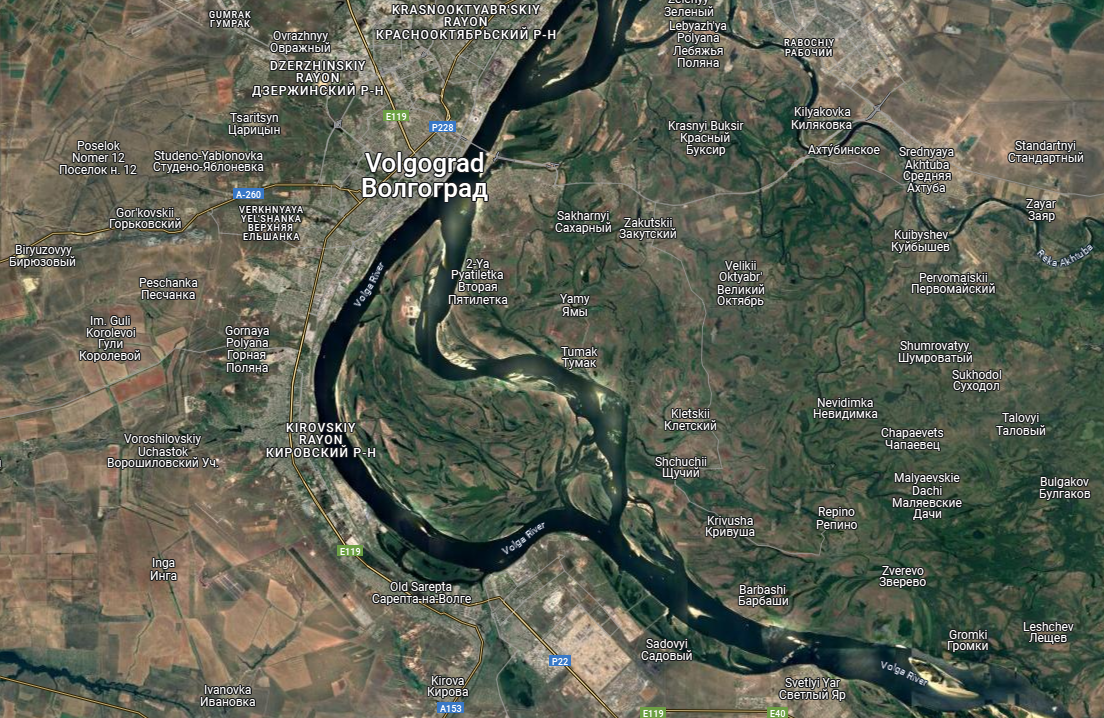 GUMRAK
ГУМРАК
KRASNOOKTYABR'SKIY
RAYON
КРАСНООКТЯБРЬСКИЙ Р-Н
Zelenyy
Зеленый
Lebyazh'ya
Polyana
Лебяжья
Поляна
RABOCHIY
РАБОЧИЙ
Ovrazhnyy
Овражный
DZERZHINSKIY
RAYON
ДЗЕРЖИНСКИЙ Р-Н
E119
P228
Tsaritsyn
Царицын
Kilyakovka
Киляковка
Krasnyi Buksir
Красный
Буксир
Poselok
Nomer 12
Поселок н. 12
Studeno-Yablonovka
Студено-Яблоневка
Volgograd
Волгоград
Ахтубинское
Srednyaya
Akhtuba
Средняя
Ахтуба
Standartnyi
Стандартный
A-260
Gor'kovskii
Горьковский
VERKHNYAYA
YEL'SHANKA
ВЕРХНЯЯ
ЕЛЬШАНКА
Sakharnyi
Сахарный
Zakutskii
Закутский
Zayar
Заяр
Kuibyshev
Куйбышев
Biryuzovyy
Бирюзовый
Reka Akhtuba
Volga River
2-Ya
Pyatiletka
Вторая
Пятилетка
Velikii
Oktyabr'
Великий
Октябрь
Pervomaiskii
Первомайский
Peschanka
Песчанка
Yamy
Ямы
Im. Guli
Korolevoi
Гули
Королевой
Gornaya
Polyana
Горная
Поляна
Tumak
Тумак
Shumrovatyy
Шумроватый
Sukhodol
Суходол
Nevidimka
Невидимка
Kletskii
Клетский
Talovyi
Таловый
KIROVSKIY
RAYON
КИРОВСКИЙ Р-Н
Voroshilovskiy
Uchastok
Ворошиловский Уч.
Chapaevets
Чапаевец
Shchuchii
Щучий
Malyaevskie
Dachi
Маляевские
Дачи
Bulgakov
Булгаков
Repino
Репино
Krivusha
Кривуша
Volga River
E119
Inga
Инга
Old Sarepta
Сарепта-на-Волге
Zverevo
Зверево
Barbashi
Барбаши
Leshchev
Лещев
Gromki
Громки
Sadovyi
Садовый
P22
Volga River
Kirova
Кирова
Svetlyi Yar
Светлый Яр
Ivanovka
Ивановка
A153
E119
E40